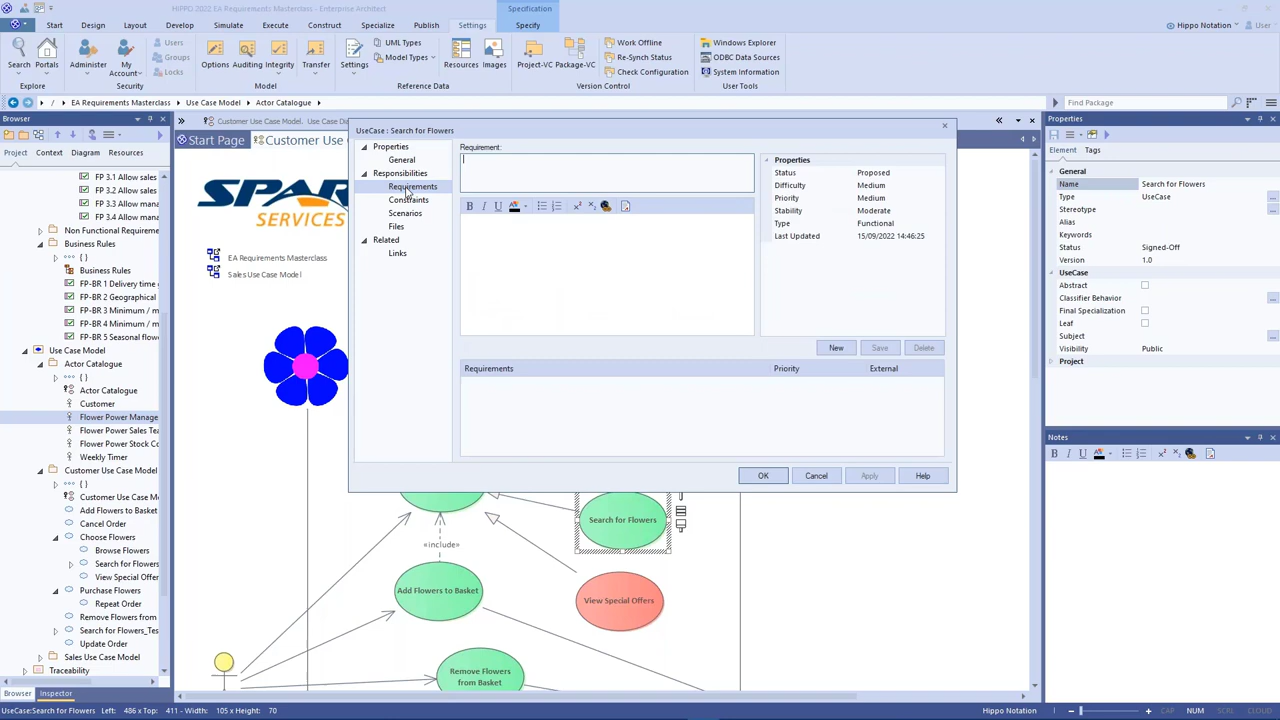 HIPPO 2022 EA Requirements Masterclass - Enterprise Architect
Specification
Start Design Layout Develop Simulate Execute Construct Specialize Publish Settings Specify
Hippo Notation User
Search Portals
Explore
Administer My Account
Users
Groups
Locks
Security
Options Auditing Integrity Transfer
Model
Settings
UML Types
Model Types
Resources Images
Reference Data
Project-VC Package-VC
Work Offline
Re-Synch Status
Check Configuration
Version Control
Windows Explorer
ODBC Data Sources
System Information
User Tools
/ EA Requirements Masterclass Use Case Model Actor Catalogue
Find Package
Browser
Project Context Diagram Resources
FP 3.1 Allow sales
FP 3.2 Allow sales
FP 3.3 Allow mana
FP 3.4 Allow mana
Non Functional Requireme
Business Rules
{ }
Business Rules
FP-BR 1 Delivery time
FP-BR 2 Geographical
FP-BR 3 Minimum / m
FP-BR 4 Minimum / m
FP-BR 5 Seasonal flowe
Use Case Model
Actor Catalogue
{ }
Actor Catalogue
Customer
Flower Power Manage
Flower Power Sales Tea
Flower Power Stock Co
Weekly Timer
Customer Use Case Model
{ }
Customer Use Case M
Add Flowers to Basket
Cancel Order
Choose Flowers
Browse Flowers
Search for Flowers
View Special Offer
Purchase Flowers
Repeat Order
Remove Flowers from
Search for Flowers_Tes
Update Order
Sales Use Case Model
Traceability
Browser Inspector
Customer Use Case Model. Use Case Dia
Start Page Customer Use
SPAR
SERVICES
EA Requirements Masterclass
Sales Use Case Model
UseCase : Search for Flowers
Properties
General
Responsibilities
Requirements
Constraints
Scenarios
Files
Related
Links
Requirement:
B I U A
Properties
Status Proposed
Difficulty Medium
Priority Medium
Stability Moderate
Type Functional
Last Updated 15/09/2022 14:46:25
New Save Delete
Requirements Priority External
OK Cancel Apply Help
Search for Flowers
«include»
Add Flowers to Basket
View Special Offers
Remove Flowers
from Basket
Properties
Element Tags
General
Name Search for Flowers
Type UseCase
Stereotype
Alias
Keywords
Status Signed-Off
Version 1.0
UseCase
Abstract
Classifier Behavior
Final Specialization
Leaf
Subject
Visibility Public
Project
Notes
B I U A
UseCase:Search for Flowers Left: 486 x Top: 411 - Width: 105 x Height: 70
Hippo Notation
CAP NUM SCRL CLOUD